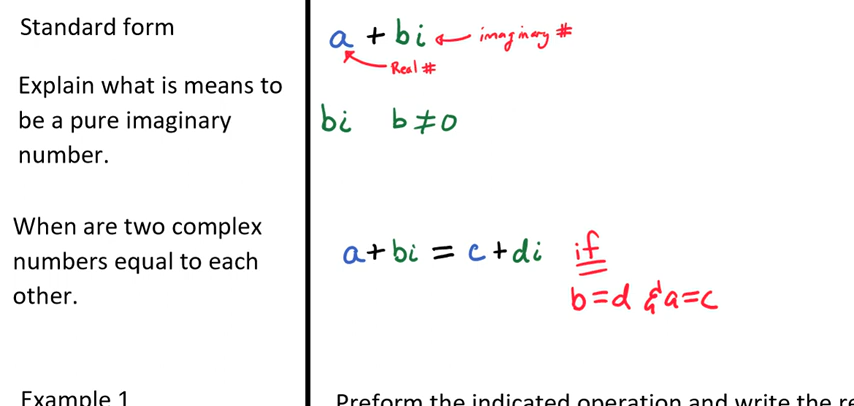 Standard form
a + bi ← imaginary #
Real #
Explain what is means to
be a pure imaginary
number.
bi b≠0
When are two complex
numbers equal to each
other.
a+bi = c+di if
b=d & a=c
Example 1
Preform the indicated operation and write the re